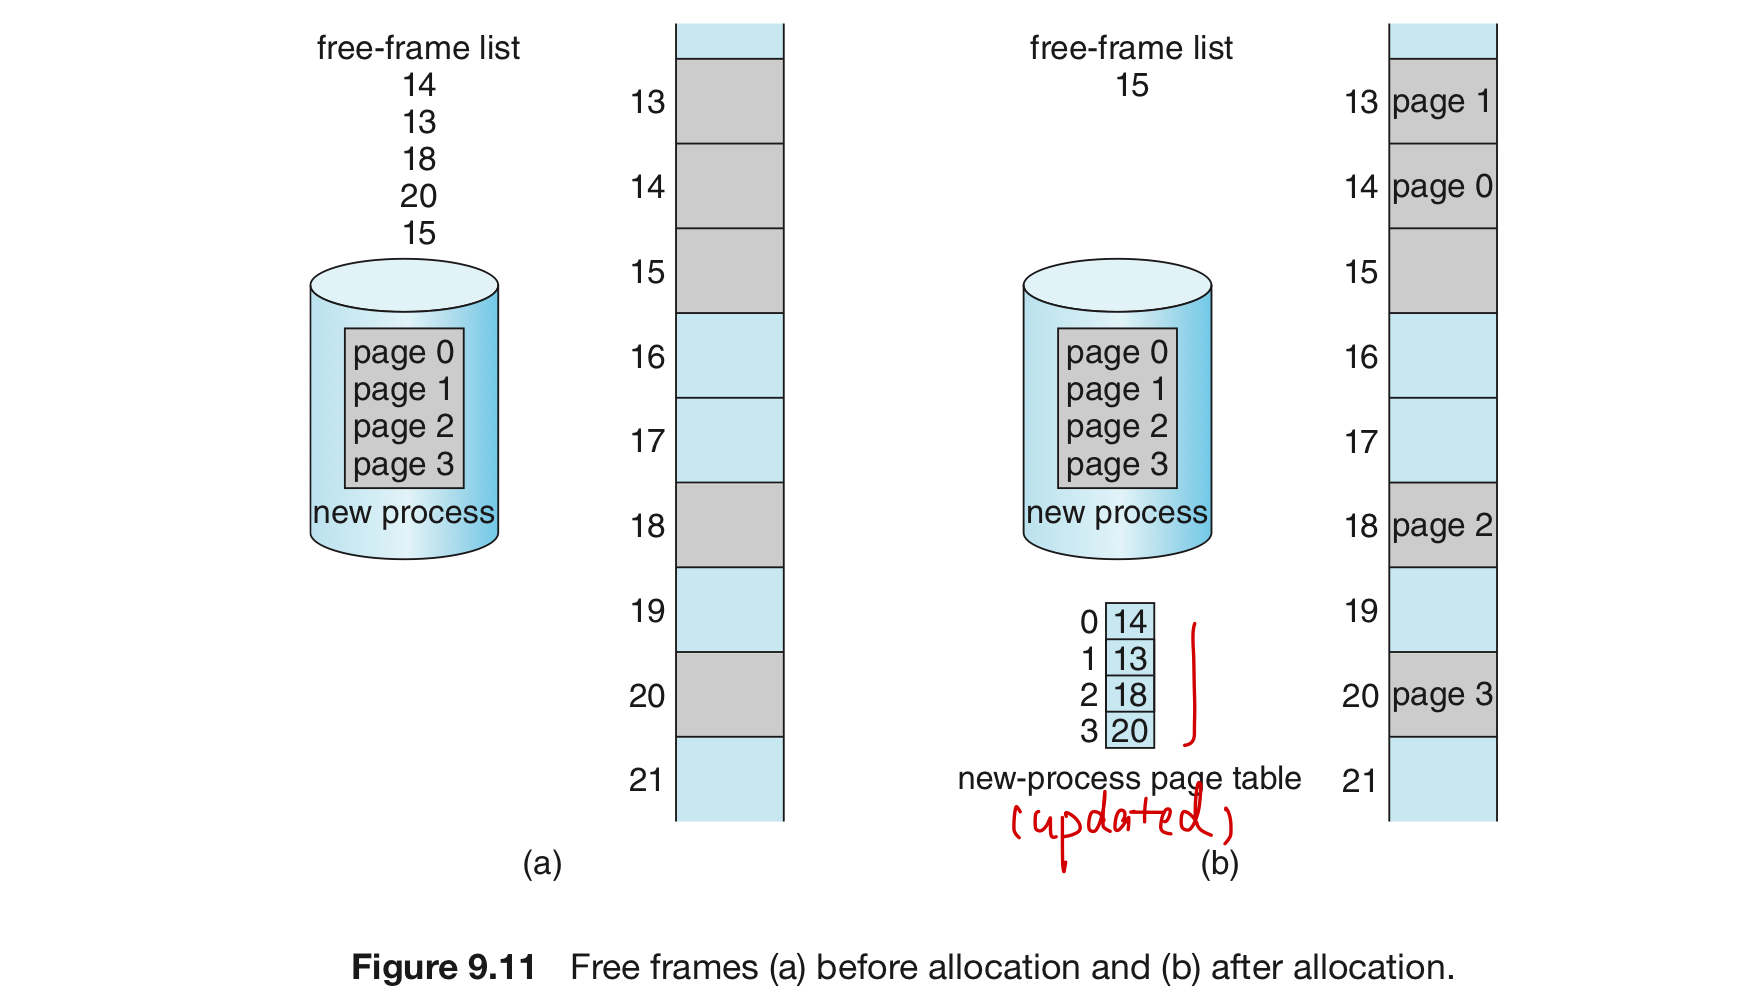 free-frame list
14
13
18
20
15
page 0
page 1
page 2
page 3
new process
13
14
15
16
17
18
19
20
21
(a)
free-frame list
15
page 0
page 1
page 2
page 3
new process
0 14
1 13
2 18
3 20
new-process page table
(updated)
13 page 1
14 page 0
15
16
17
18 page 2
19
20 page 3
21
(b)
Figure 9.11 Free frames (a) before allocation and (b) after allocation.